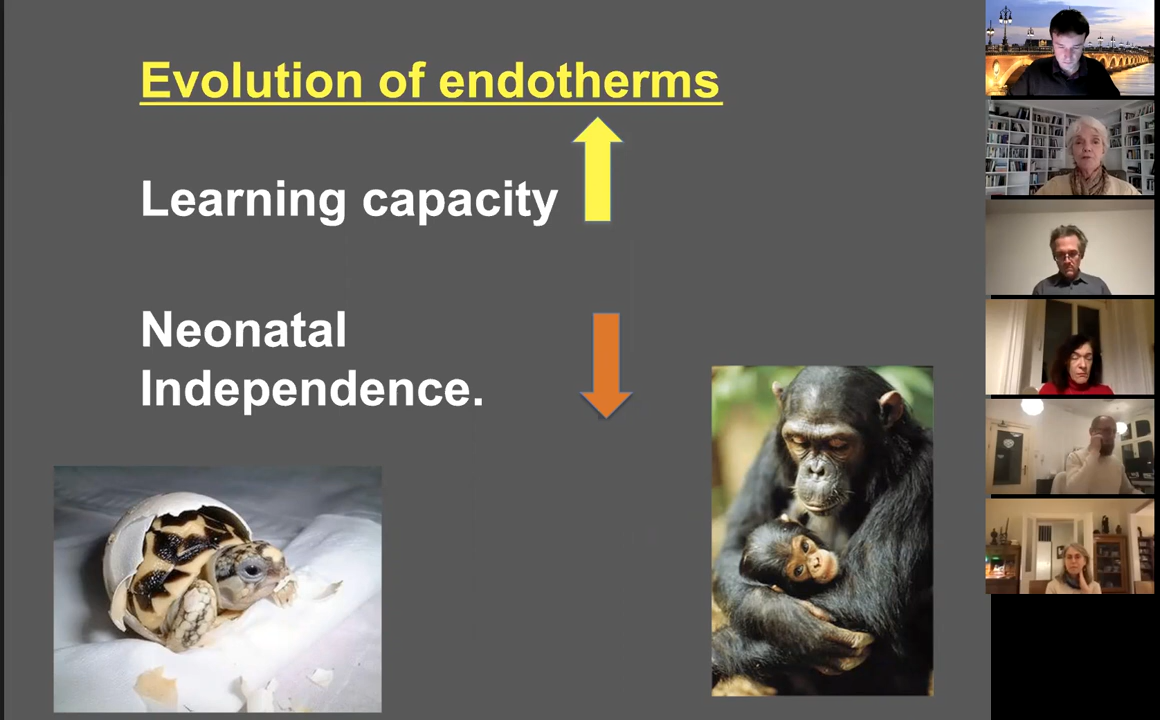 Evolution of endotherms
Learning capacity
Neonatal
Independence.